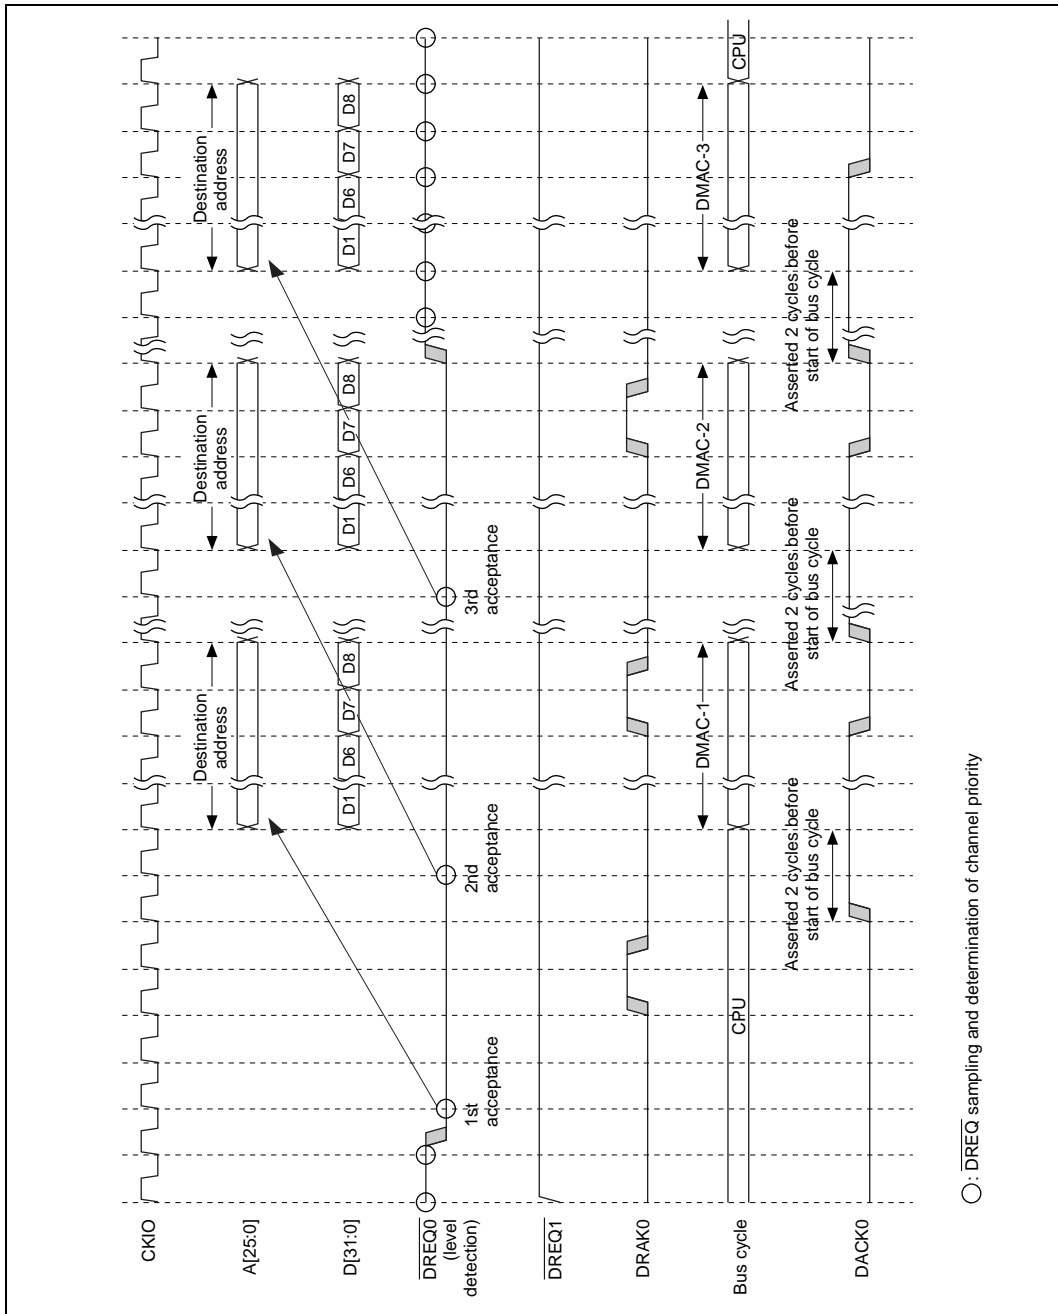 CKIO
A[25:0]
Destination
address
Destination
address
Destination
address
D[31:0]
D1
D6
D7
D8
D1
D6
D7
D8
D1
D6
D7
D8
DREQ0
(level
detection)
1st
acceptance
2nd
acceptance
3rd
acceptance
DREQ1
DRAK0
Bus cycle
CPU
DMAC-1
DMAC-2
DMAC-3
CPU
Asserted 2 cycles before
start of bus cycle
Asserted 2 cycles before
start of bus cycle
Asserted 2 cycles before
start of bus cycle
DACK0
: DREQ sampling and determination of channel priority